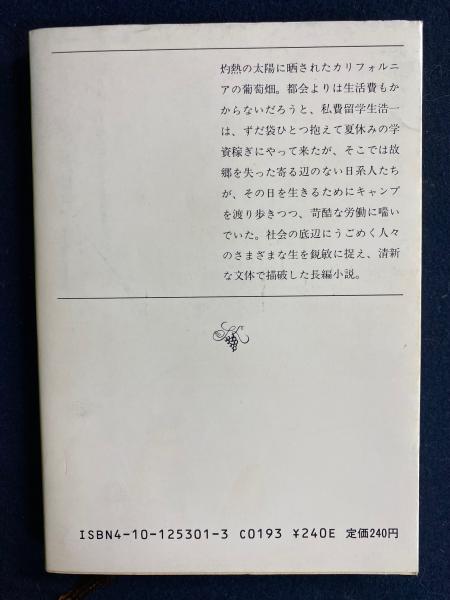 灼熱の太陽に晒されたカリフォルニ
アの葡萄畑。都会よりは生活費もか
からないだろうと、私費留学生浩一
は、ずだ袋ひとつ抱えて夏休みの学
資稼ぎにやって来たが、そこでは故
郷を失った寄る辺のない日系人たち
が、その日を生きるためにキャンプ
を渡り歩きつつ、苛酷な労働に喘い
でいた。社会の底辺にうごめく人々
のさまざまな生を鋭敏に捉え、清新
な文体で描破した長編小説。
ISBN4-10-125301-3 C0193 ¥240E 定価240円